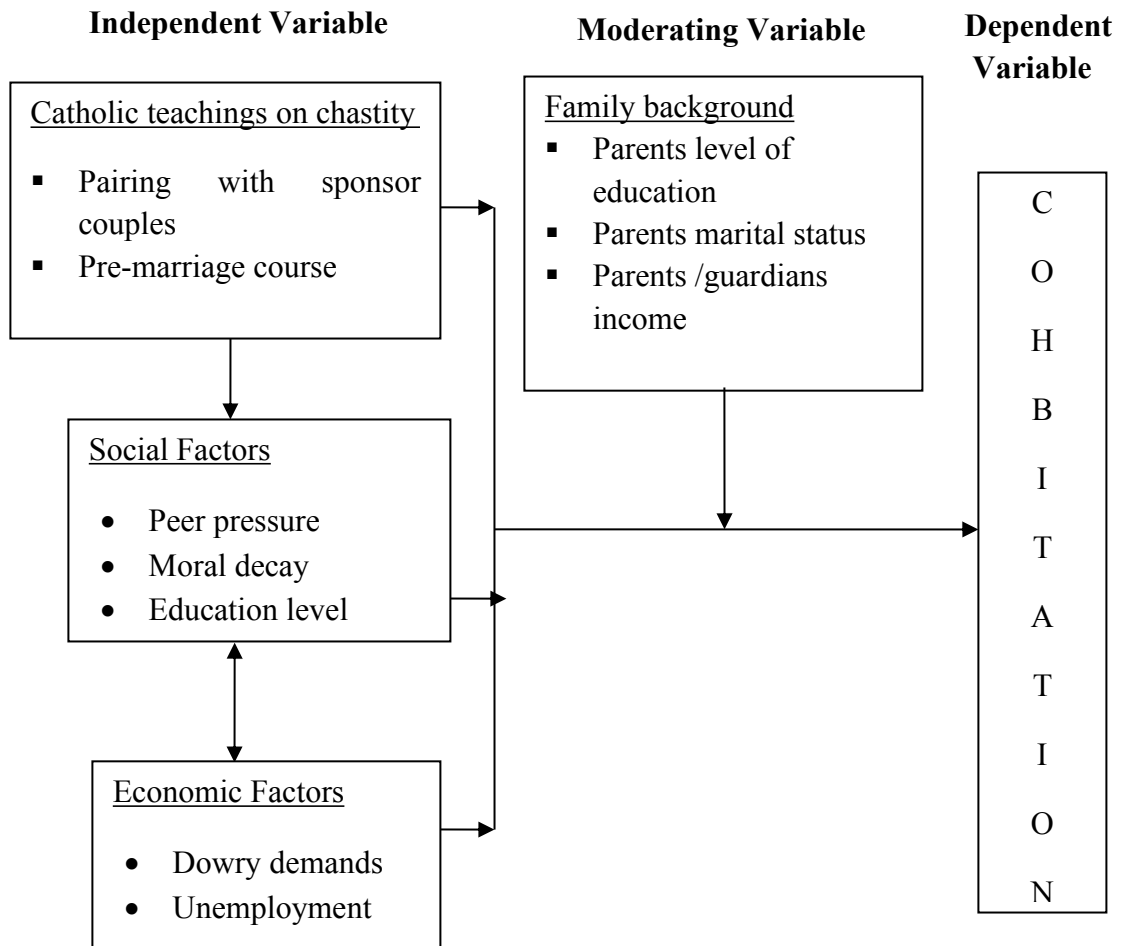 Independent Variable
Moderating Variable
Dependent
Variable
Catholic teachings on chastity
▪ Pairing with sponsor
couples
▪ Pre-marriage course
Family background
▪ Parents level of
education
▪ Parents marital status
▪ Parents /guardians
income
Social Factors
• Peer pressure
• Moral decay
• Education level
Economic Factors
• Dowry demands
• Unemployment
C
O
H
B
I
T
A
T
I
O
N